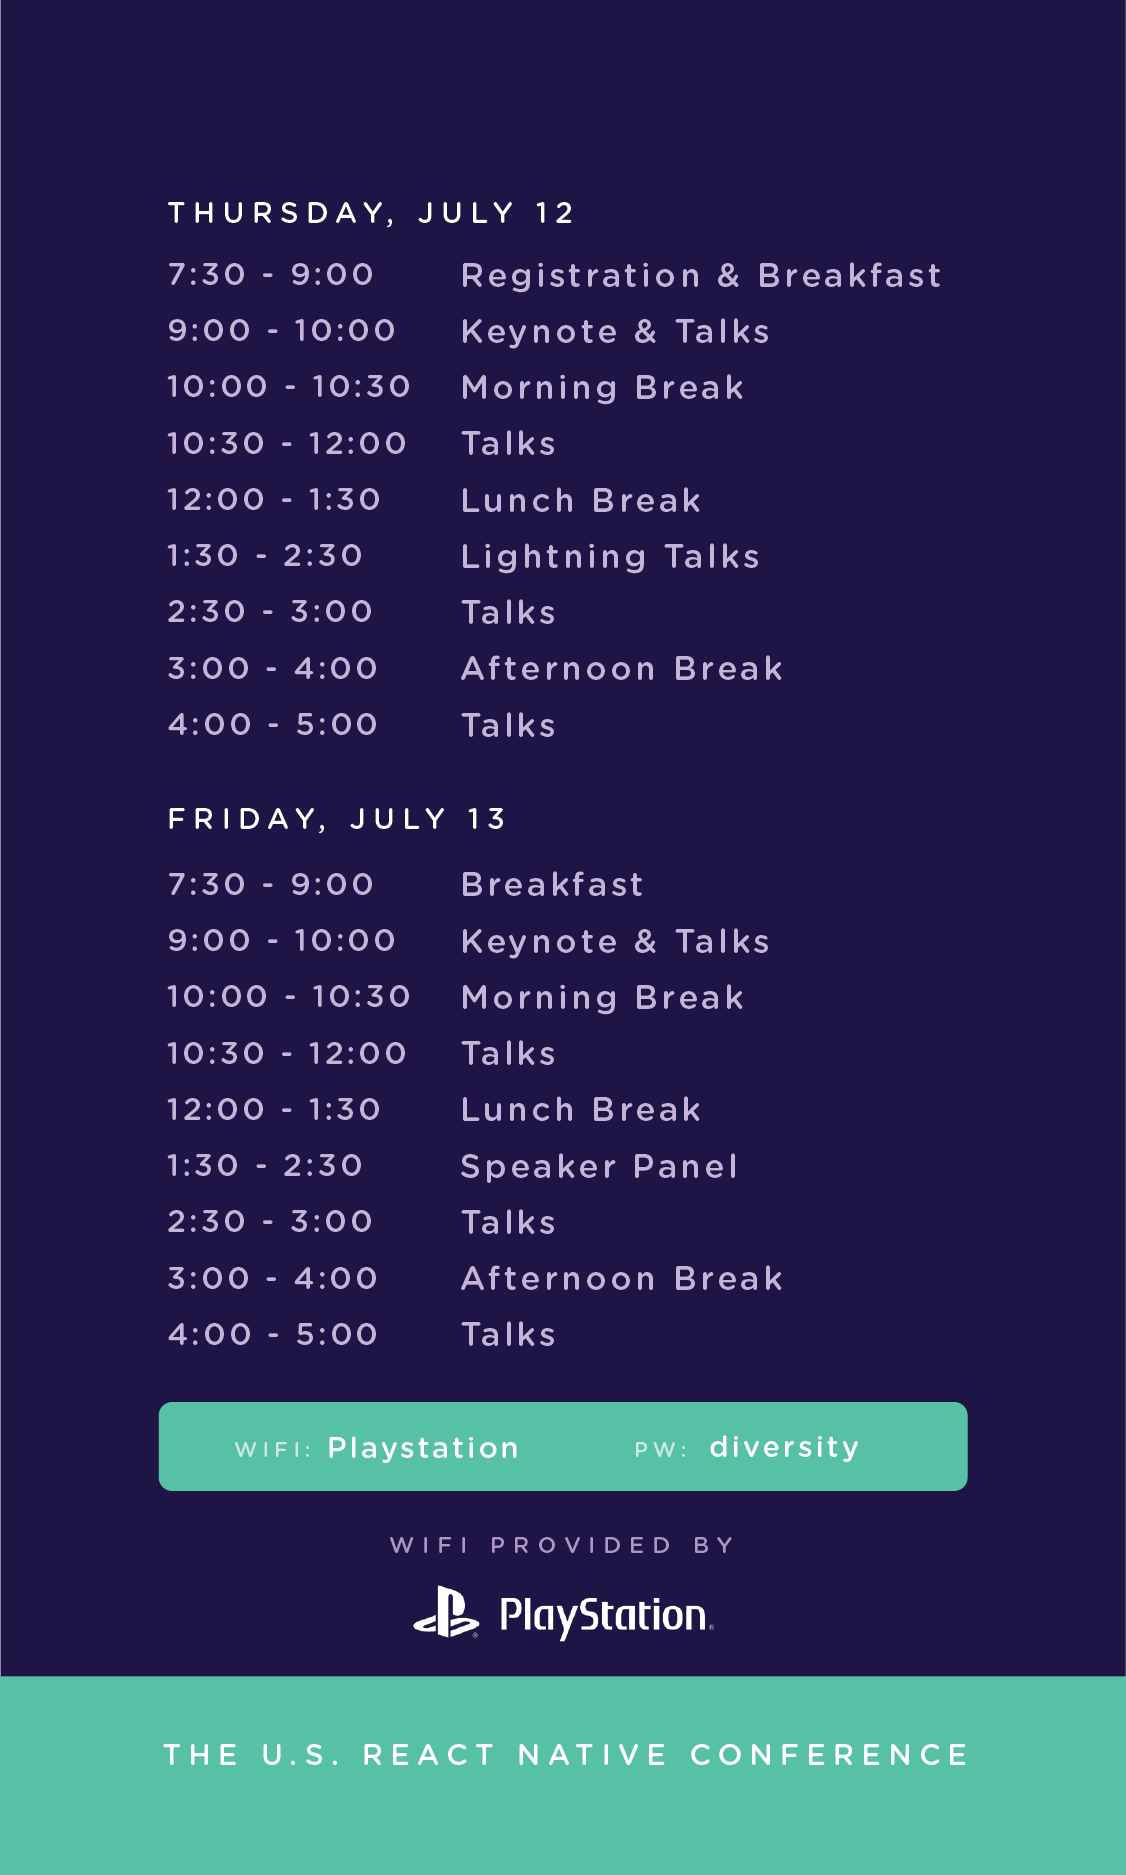 THURSDAY, JULY 12
7:30 - 9:00 Registration & Breakfast
9:00 - 10:00 Keynote & Talks
10:00 - 10:30 Morning Break
10:30 - 12:00 Talks
12:00 - 1:30 Lunch Break
1:30 - 2:30 Lightning Talks
2:30 - 3:00 Talks
3:00 - 4:00 Afternoon Break
4:00 - 5:00 Talks
FRIDAY, JULY 13
7:30 - 9:00 Breakfast
9:00 - 10:00 Keynote & Talks
10:00 - 10:30 Morning Break
10:30 - 12:00 Talks
12:00 - 1:30 Lunch Break
1:30 - 2:30 Speaker Panel
2:30 - 3:00 Talks
3:00 - 4:00 Afternoon Break
4:00 - 5:00 Talks
WIFI: Playstation PW: diversity
WIFI PROVIDED BY
PlayStation®
THE U.S. REACT NATIVE CONFERENCE